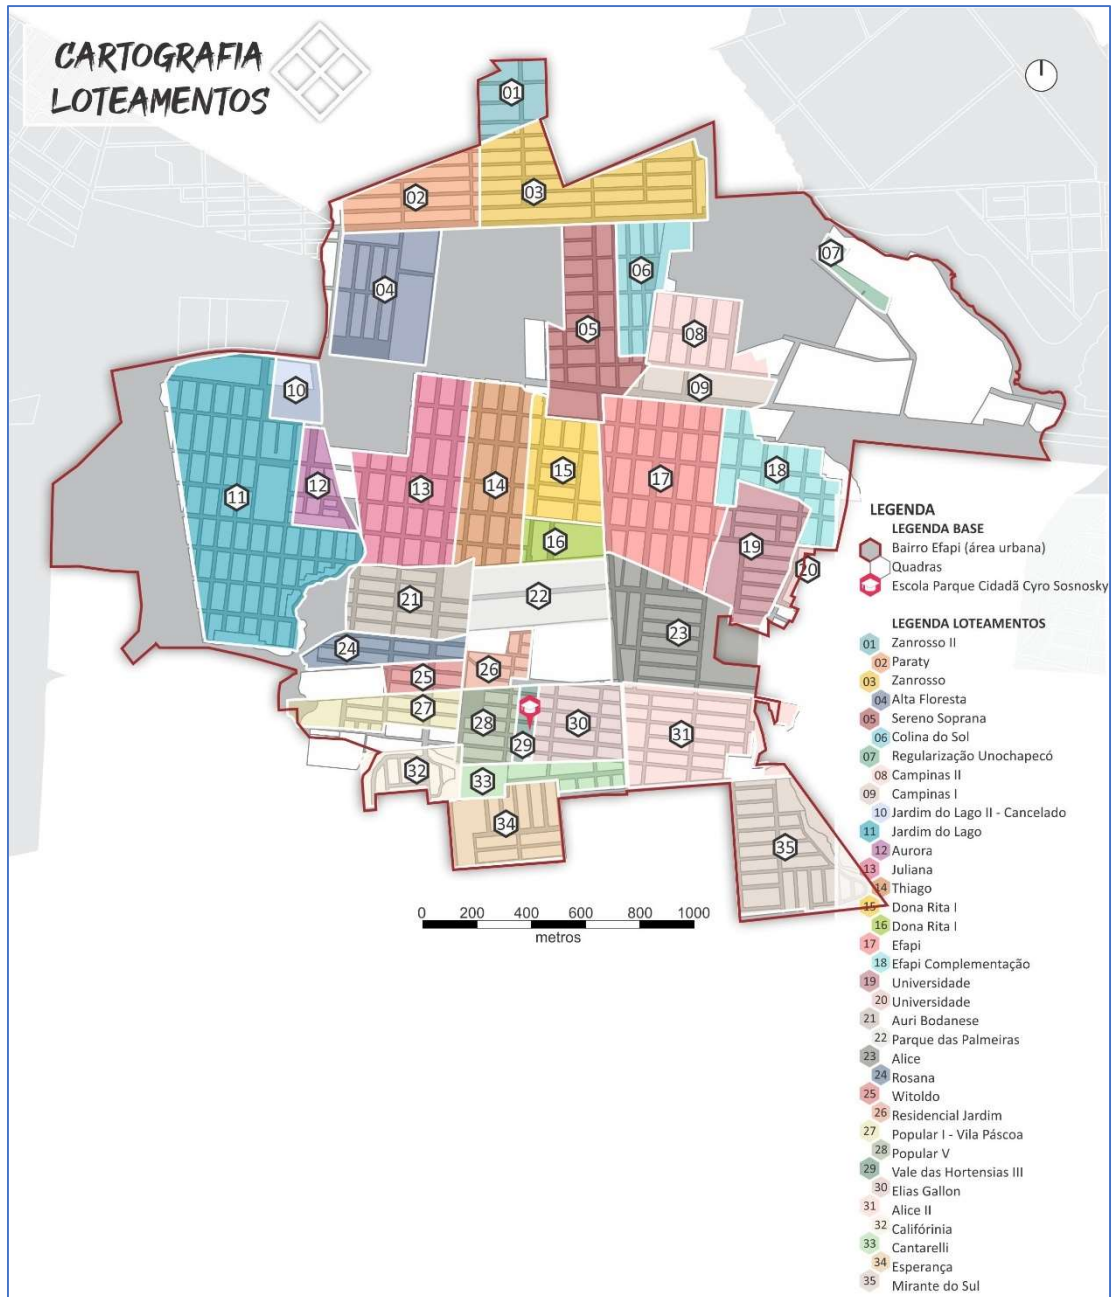 CARTOGRAFIA
LOTEAMENTOS
01
02
03
04
05
06
07
08
09
10
11
12
13
14
15
16
17
18
19
20
21
22
23
24
25
26
27
28
29
30
31
32
33
34
35
0 200 400 600 800 1000
metros
LEGENDA
LEGENDA BASE
Bairro Efapi (área urbana)
Quadras
Escola Parque Cidadã Cyro Sosnosky
LEGENDA LOTEAMENTOS
01 Zanrosso II
02 Paraty
03 Zanrosso
04 Alta Floresta
05 Sereno Soprana
06 Colina do Sol
07 Regularização Unochapecó
08 Campinas II
09 Campinas I
10 Jardim do Lago II - Cancelado
11 Jardim do Lago
12 Aurora
13 Juliana
14 Thiago
15 Dona Rita I
16 Dona Rita I
17 Efapi
18 Efapi Complementação
19 Universidade
20 Universidade
21 Auri Bodanese
22 Parque das Palmeiras
23 Alice
24 Rosana
25 Witoldo
26 Residencial Jardim
27 Popular I - Vila Páscoa
28 Popular V
29 Vale das Hortensias III
30 Elias Gallon
31 Alice II
32 Califórinia
33 Cantarelli
34 Esperança
35 Mirante do Sul